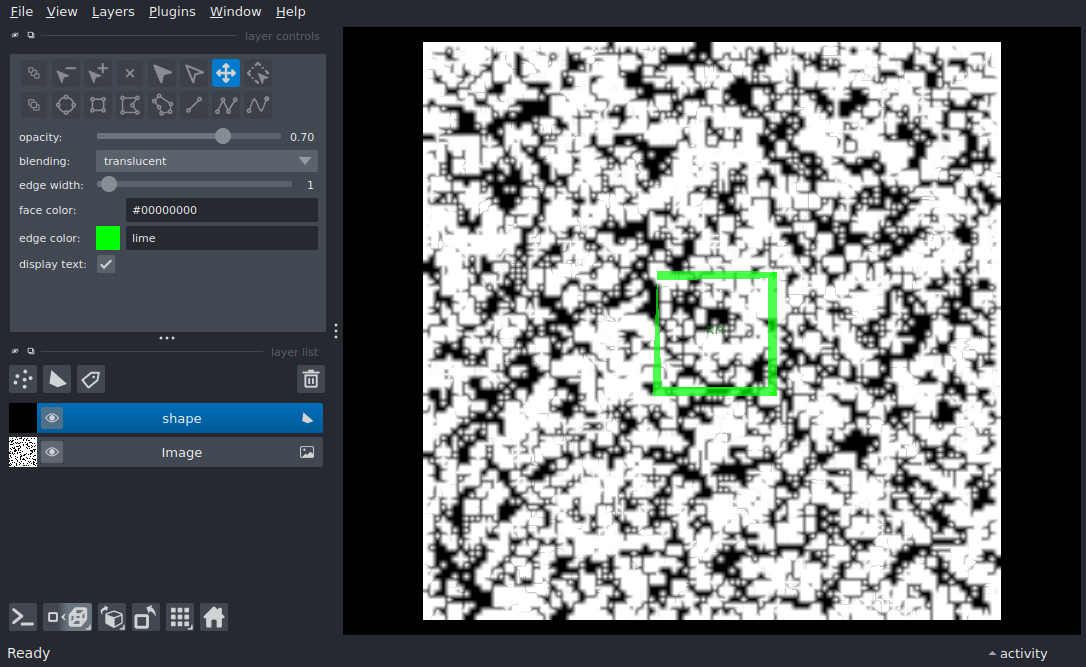 File View Layers Plugins Window Help
layer controls
opacity: 0.70
blending: translucent
edge width: 1
face color: #00000000
edge color: lime
display text:
layer list
shape
Image
Ready
activity